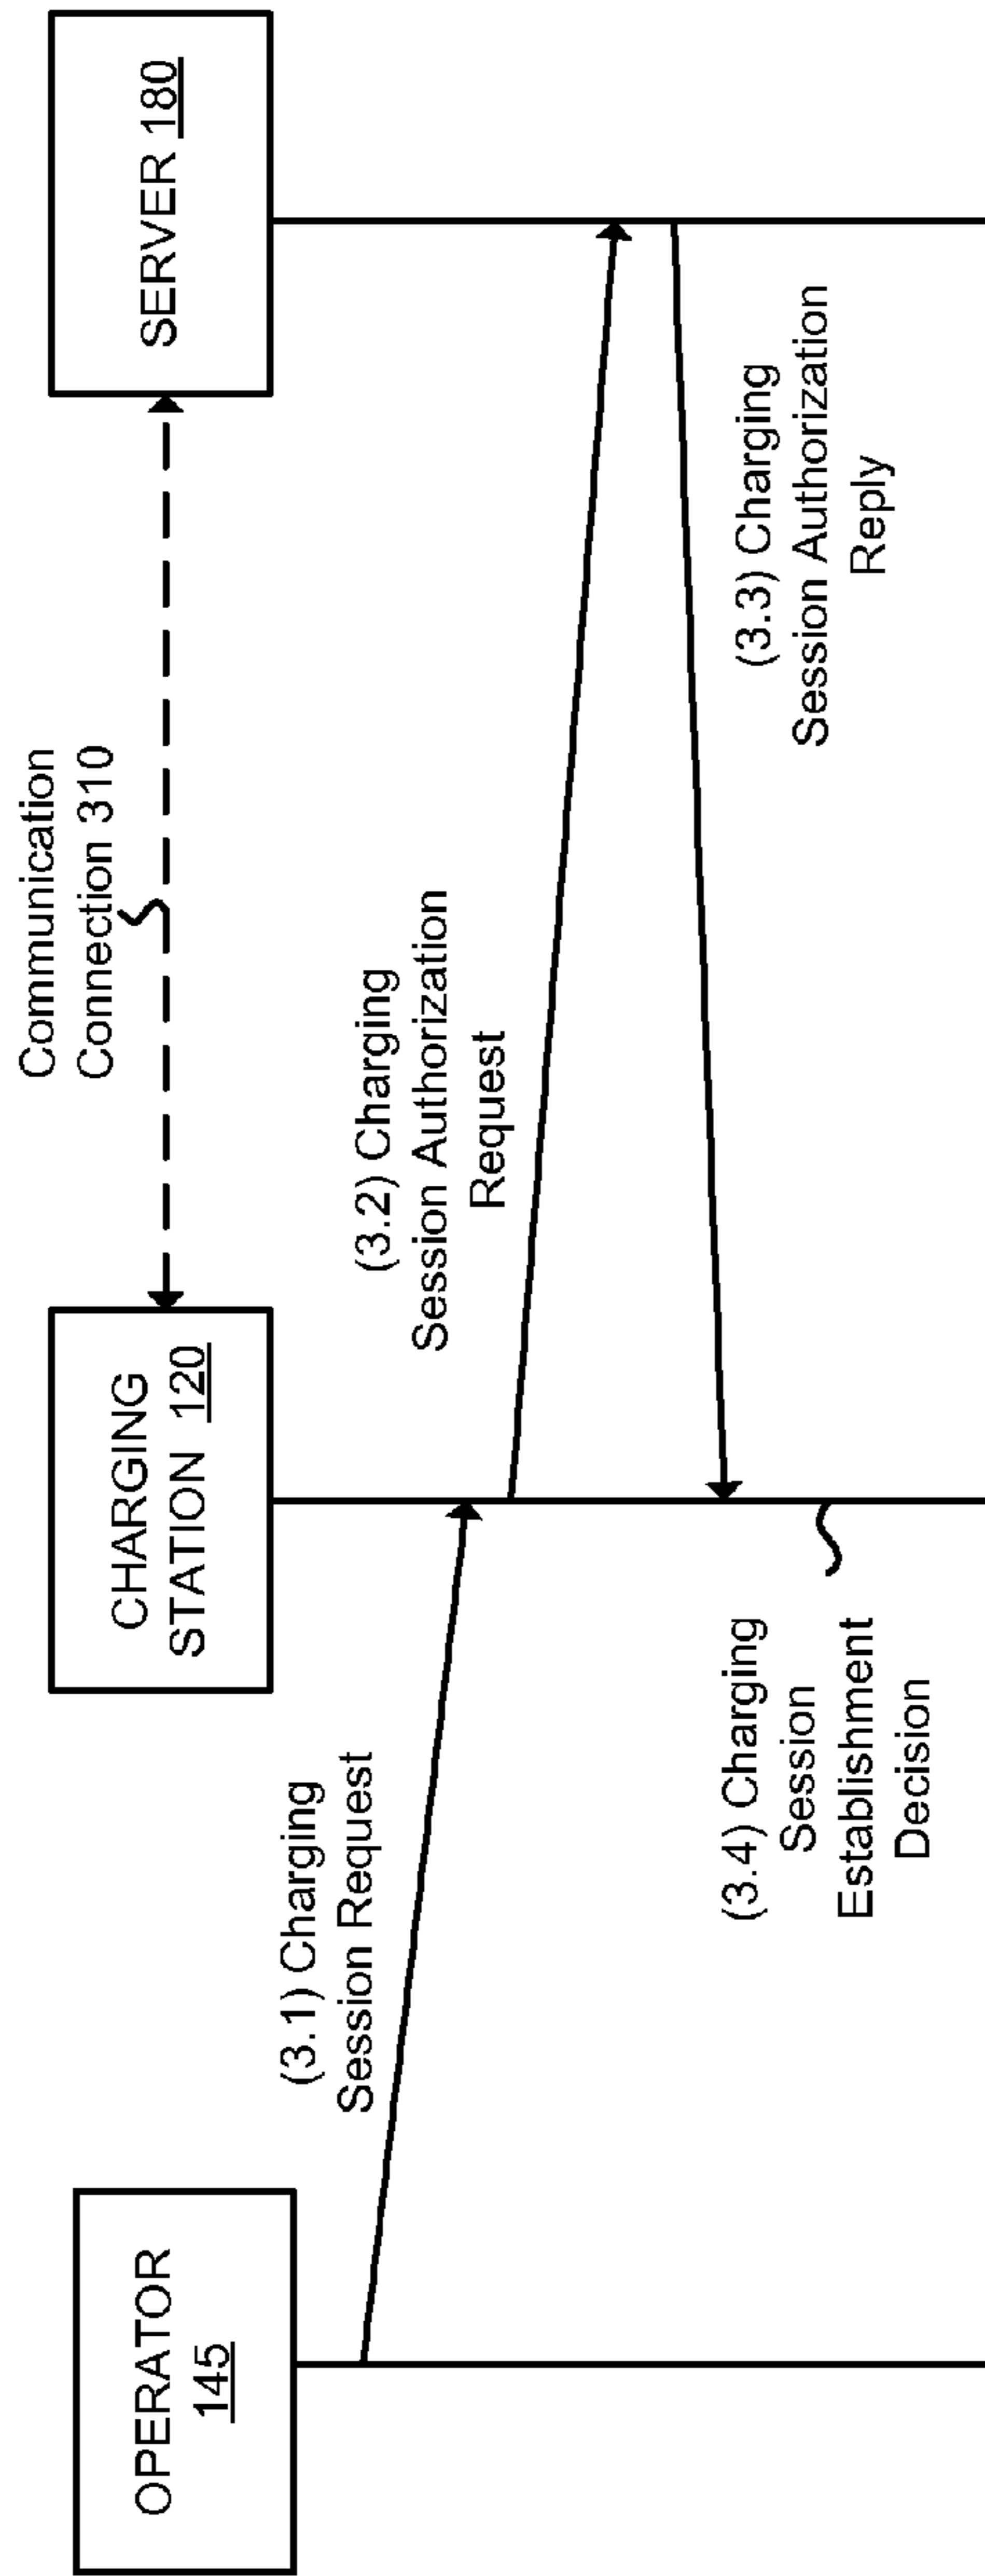 OPERATOR
145
CHARGING
STATION 120
SERVER 180
Communication
Connection 310
(3.1) Charging
Session Request
(3.2) Charging
Session Authorization
Request
(3.3) Charging
Session Authorization
Reply
(3.4) Charging
Session
Establishment
Decision